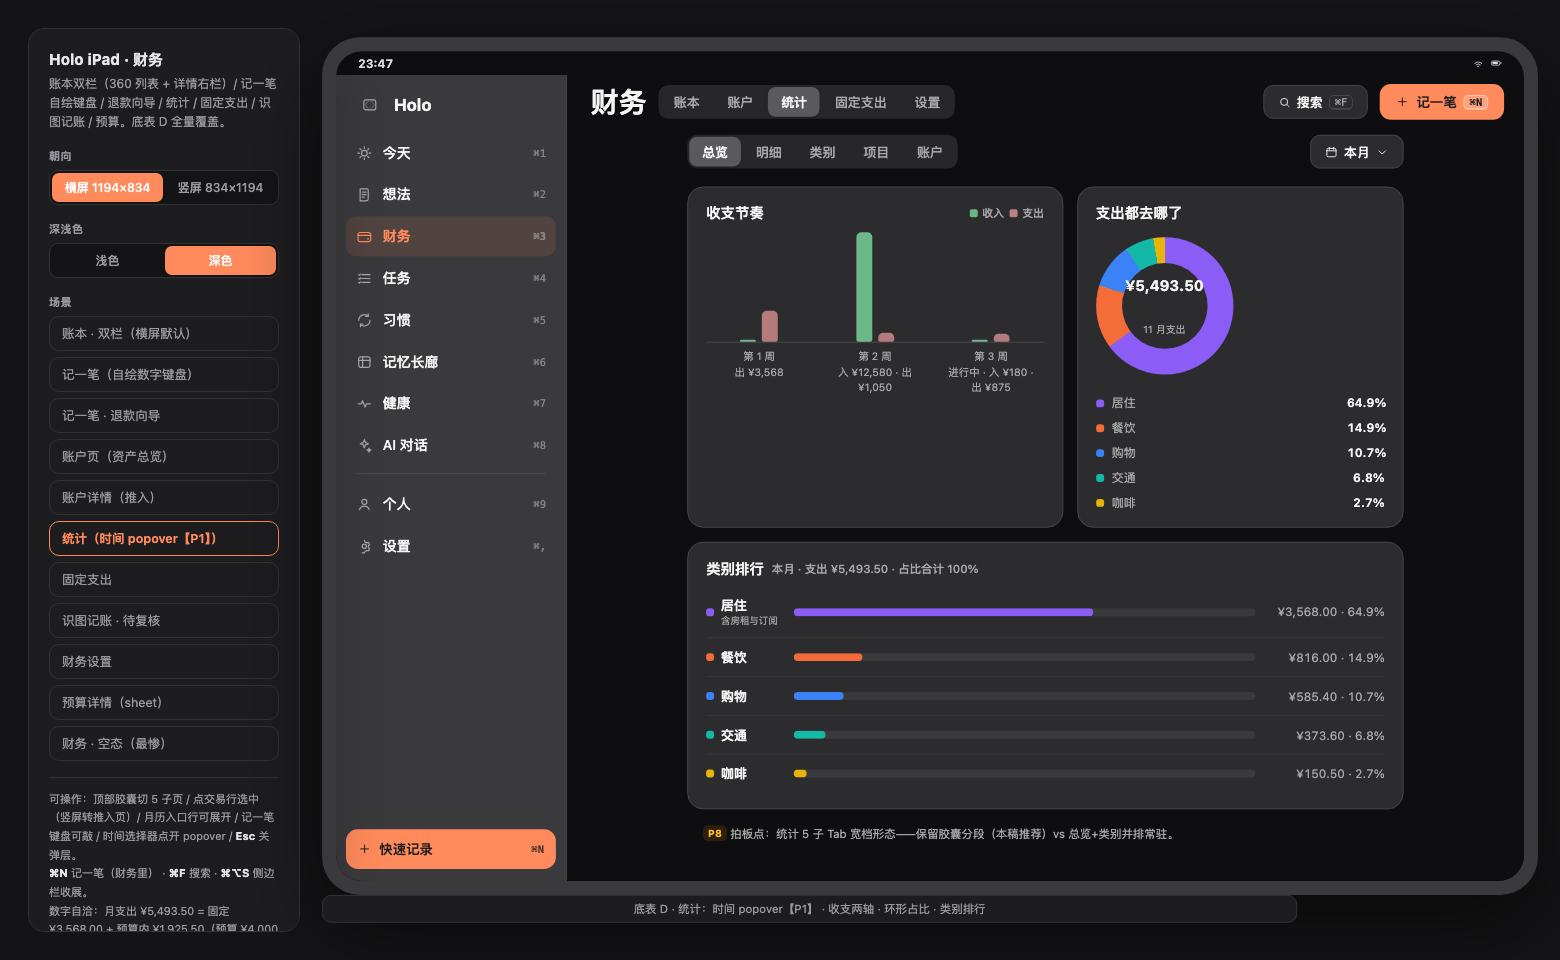 Holo iPad · 财务
账本双栏（360 列表 + 详情右栏）/ 记一笔
自绘键盘 / 退款向导 / 统计 / 固定支出 / 识
图记账 / 预算。底表 D 全量覆盖。
朝向
横屏 1194×834
竖屏 834×1194
深浅色
浅色
深色
场景
账本 · 双栏（横屏默认）
记一笔（自绘数字键盘）
记一笔 · 退款向导
账户页（资产总览）
账户详情（推入）
统计（时间 popover【P1】）
固定支出
识图记账 · 待复核
财务设置
预算详情（sheet）
财务 · 空态（最惨）
可操作：顶部胶囊切 5 子页 / 点交易行选中
（竖屏转推入页）/ 月历入口行可展开 / 记一笔
键盘可敲 / 时间选择器点开 popover / Esc 关
弹层。
⌘N 记一笔（财务里） · ⌘F 搜索 · ⌘⌥S 侧边
栏收展。
数字自洽：月支出 ¥5,493.50 = 固定
¥3,568.00 + 预算内 ¥1,925.50（预算 ¥4,000
23:47
Holo
今天 ⌘1
想法 ⌘2
财务 ⌘3
任务 ⌘4
习惯 ⌘5
记忆长廊 ⌘6
健康 ⌘7
AI 对话 ⌘8
个人 ⌘9
设置 ⌘,
+ 快速记录 ⌘N
财务
账本 账户 统计 固定支出 设置
搜索 ⌘F
+ 记一笔 ⌘N
总览 明细 类别 项目 账户
本月
收支节奏
收入 支出
第 1 周
出 ¥3,568
第 2 周
入 ¥12,580 · 出
¥1,050
第 3 周
进行中 · 入 ¥180 ·
出 ¥875
支出都去哪了
¥5,493.50
11 月支出
居住 64.9%
餐饮 14.9%
购物 10.7%
交通 6.8%
咖啡 2.7%
类别排行 本月 · 支出 ¥5,493.50 · 占比合计 100%
居住
含房租与订阅
¥3,568.00 · 64.9%
餐饮 ¥816.00 · 14.9%
购物 ¥585.40 · 10.7%
交通 ¥373.60 · 6.8%
咖啡 ¥150.50 · 2.7%
P8 拍板点：统计 5 子 Tab 宽档形态——保留胶囊分段（本稿推荐）vs 总览+类别并排常驻。
底表 D · 统计：时间 popover【P1】 · 收支两轴 · 环形占比 · 类别排行